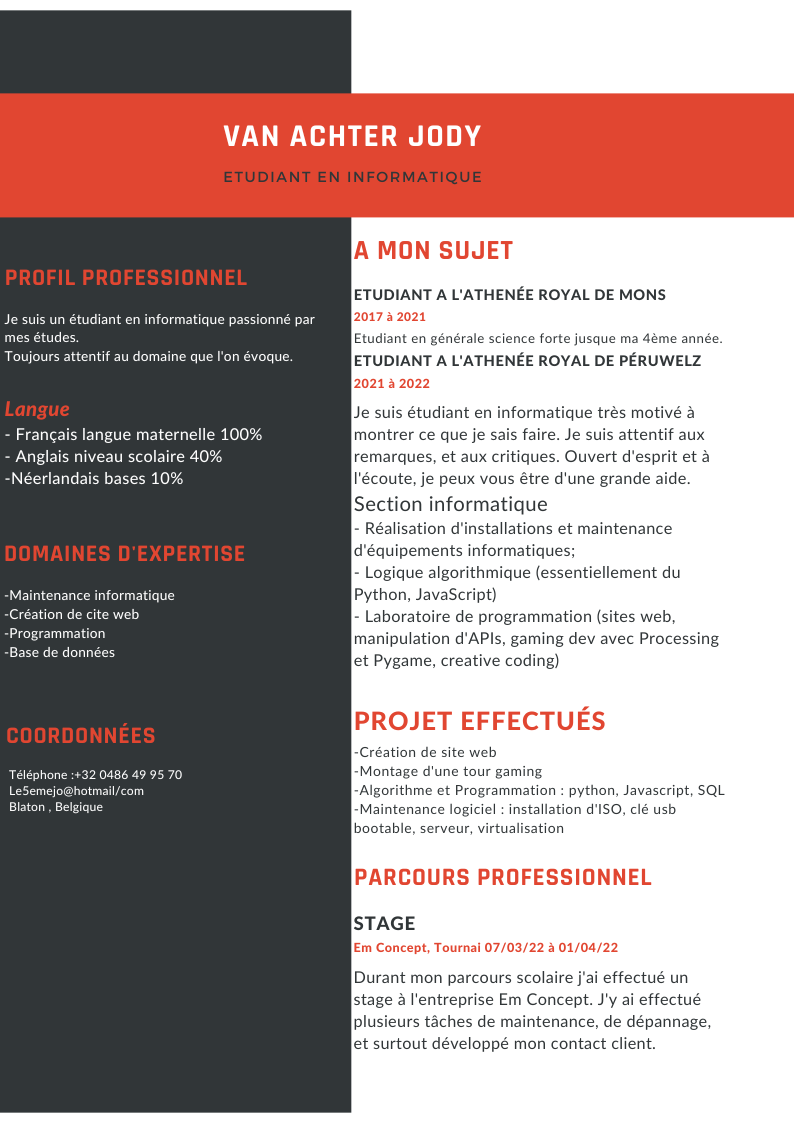 VAN ACHTER JODY
ETUDIANT EN INFORMATIQUE
PROFIL PROFESSIONNEL
Je suis un étudiant en informatique passionné par
mes études.
Toujours attentif au domaine que l'on évoque.
Langue
- Français langue maternelle 100%
- Anglais niveau scolaire 40%
-Néerlandais bases 10%
DOMAINES D'EXPERTISE
-Maintenance informatique
-Création de cite web
-Programmation
-Base de données
COORDONNÉES
Téléphone :+32 0486 49 95 70
Le5emejo@hotmail/com
Blaton , Belgique
A MON SUJET
ETUDIANT A L'ATHENÉE ROYAL DE MONS
2017 à 2021
Etudiant en générale science forte jusque ma 4ème année.
ETUDIANT A L'ATHENÉE ROYAL DE PÉRUWELZ
2021 à 2022
Je suis étudiant en informatique très motivé à
montrer ce que je sais faire. Je suis attentif aux
remarques, et aux critiques. Ouvert d'esprit et à
l'écoute, je peux vous être d'une grande aide.
Section informatique
- Réalisation d'installations et maintenance
d'équipements informatiques;
- Logique algorithmique (essentiellement du
Python, JavaScript)
- Laboratoire de programmation (sites web,
manipulation d'APIs, gaming dev avec Processing
et Pygame, creative coding)
PROJET EFFECTUÉS
-Création de site web
-Montage d'une tour gaming
-Algorithme et Programmation : python, Javascript, SQL
-Maintenance logiciel : installation d'ISO, clé usb
bootable, serveur, virtualisation
PARCOURS PROFESSIONNEL
STAGE
Em Concept, Tournai 07/03/22 à 01/04/22
Durant mon parcours scolaire j'ai effectué un
stage à l'entreprise Em Concept. J'y ai effectué
plusieurs tâches de maintenance, de dépannage,
et surtout développé mon contact client.